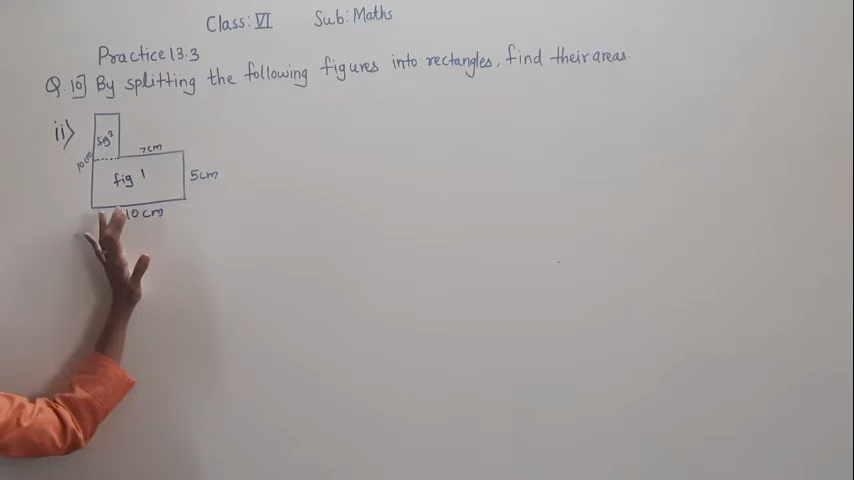 Class: VI Sub: Maths
Practice 13.3
Q. 10] By splitting the following figures into rectangles, find their areas.
ii>
7cm
10cm
fig 1
5cm
10cm